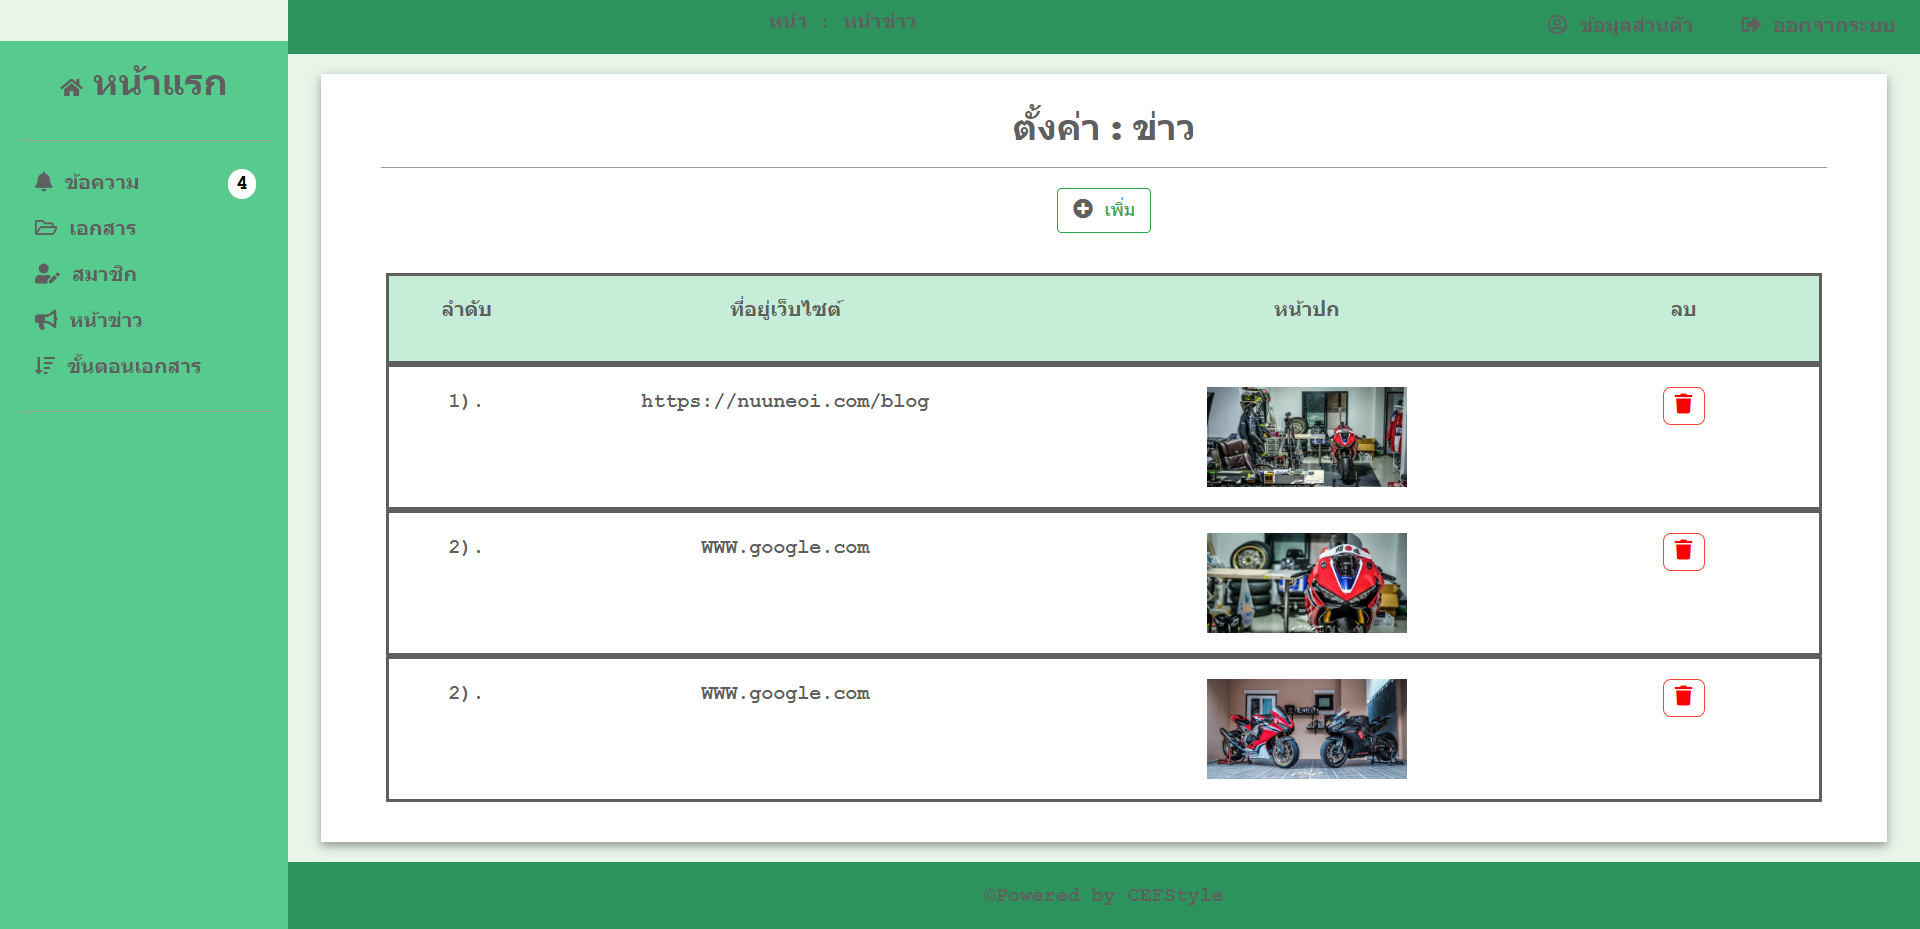 หน้า : หน้าข่าว
ข้อมูลส่วนตัว
ออกจากระบบ
หน้าแรก
ข้อความ 4
เอกสาร
สมาชิก
หน้าข่าว
ขั้นตอนเอกสาร
ตั้งค่า : ข่าว
เพิ่ม
ลำดับ ที่อยู่เว็บไซต์ หน้าปก ลบ
1). https://nuuneoi.com/blog
2). WWW.google.com
2). WWW.google.com
©Powered by CEFStyle